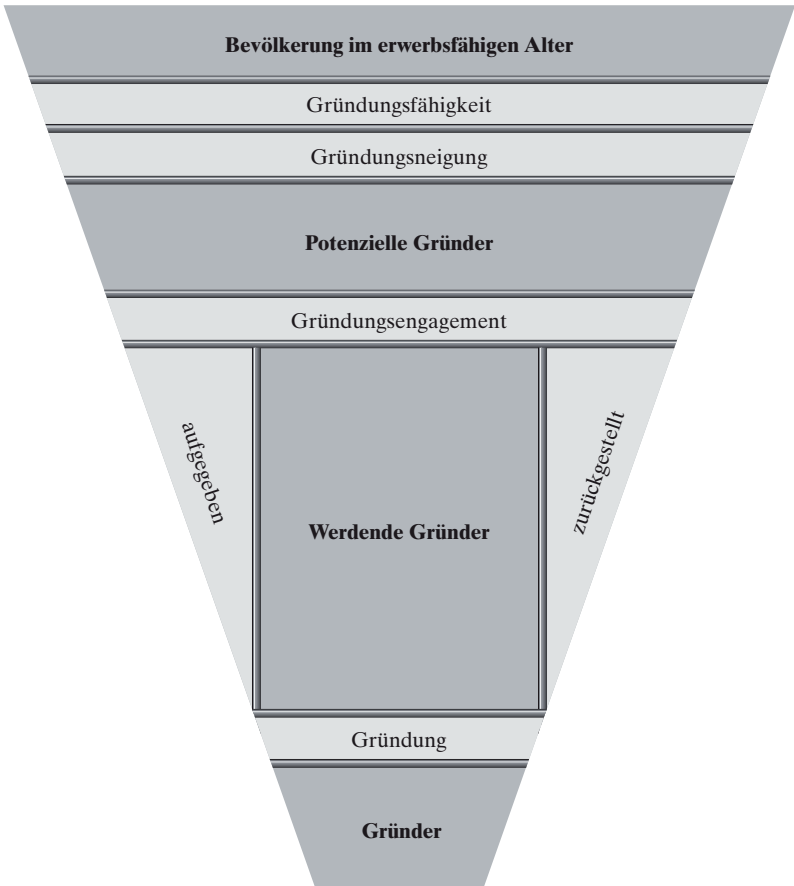 Bevölkerung im erwerbsfähigen Alter
Gründungsfähigkeit
Gründungsneigung
Potenzielle Gründer
Gründungsengagement
aufgegeben
zurückgestellt
Werdende Gründer
Gründung
Gründer